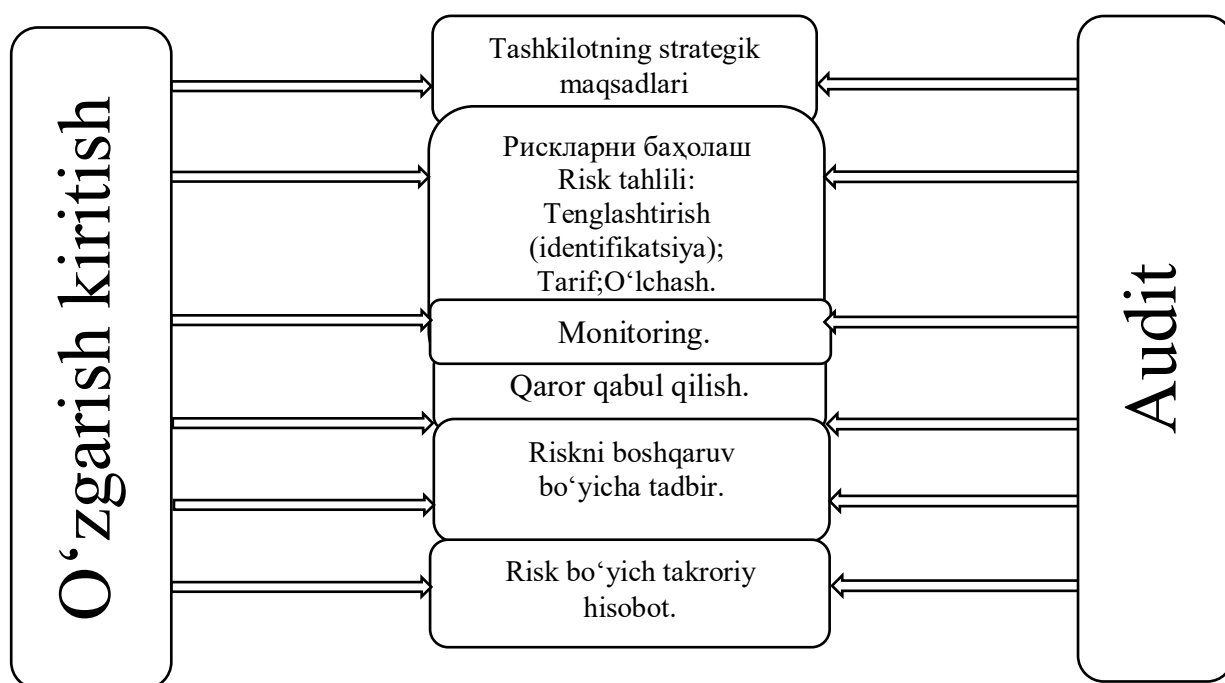 O‘zgarish kiritish
Tashkilotning strategik
maqsadlari
Рискларни баҳолаш
Risk tahlili:
Tenglashtirish
(identifikatsiya);
Tarif;O‘lchash.
Monitoring.
Qaror qabul qilish.
Riskni boshqaruv
bo‘yicha tadbir.
Risk bo‘yich takroriy
hisobot.
Audit